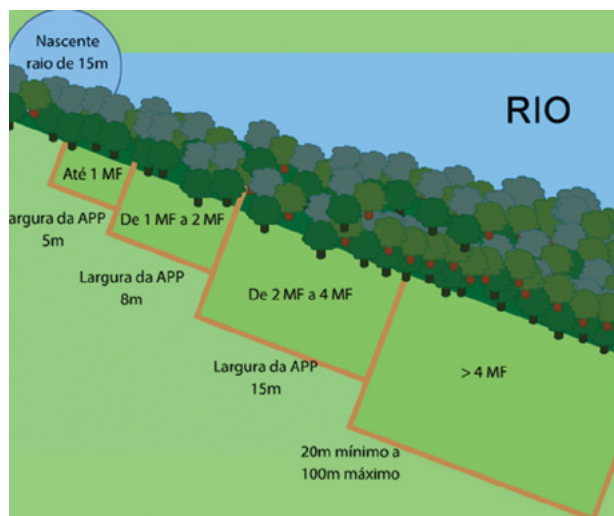 Nascente
raio de 15m
RIO
Até 1 MF
Largura da APP
5m
De 1 MF a 2 MF
Largura da APP
8m
De 2 MF a 4 MF
Largura da APP
15m
> 4 MF
20m mínimo a
100m máximo